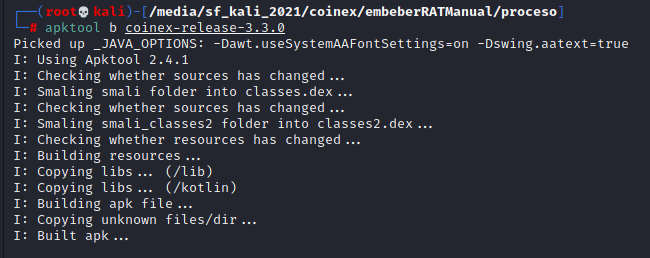 (root💀kali)-[/media/sf_kali_2021/coinex/embeberRATManual/proceso]
# apktool b coinex-release-3.3.0
Picked up _JAVA_OPTIONS: -Dawt.useSystemAAFontSettings=on -Dswing.aatext=true
I: Using Apktool 2.4.1
I: Checking whether sources has changed...
I: Smaling smali folder into classes.dex...
I: Checking whether sources has changed...
I: Smaling smali_classes2 folder into classes2.dex...
I: Checking whether resources has changed...
I: Building resources...
I: Copying libs... (/lib)
I: Copying libs... (/kotlin)
I: Building apk file...
I: Copying unknown files/dir...
I: Built apk...